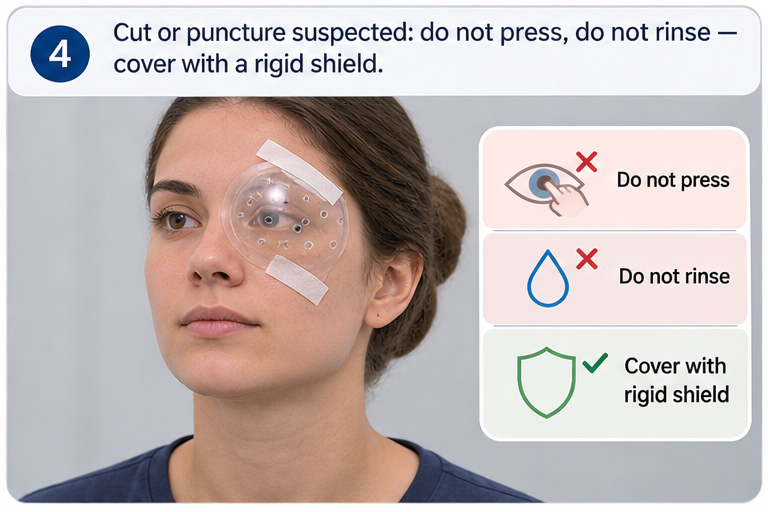 4
Cut or puncture suspected: do not press, do not rinse —
cover with a rigid shield.
Do not press
Do not rinse
Cover with
rigid shield